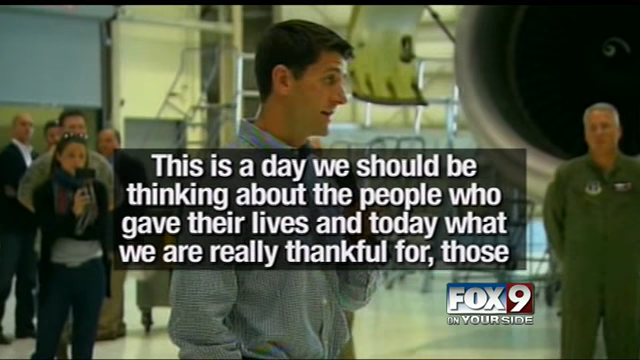 This is a day we should be
thinking about the people who
gave their lives and today what
we are really thankful for, those
FOX 9
ON YOUR SIDE